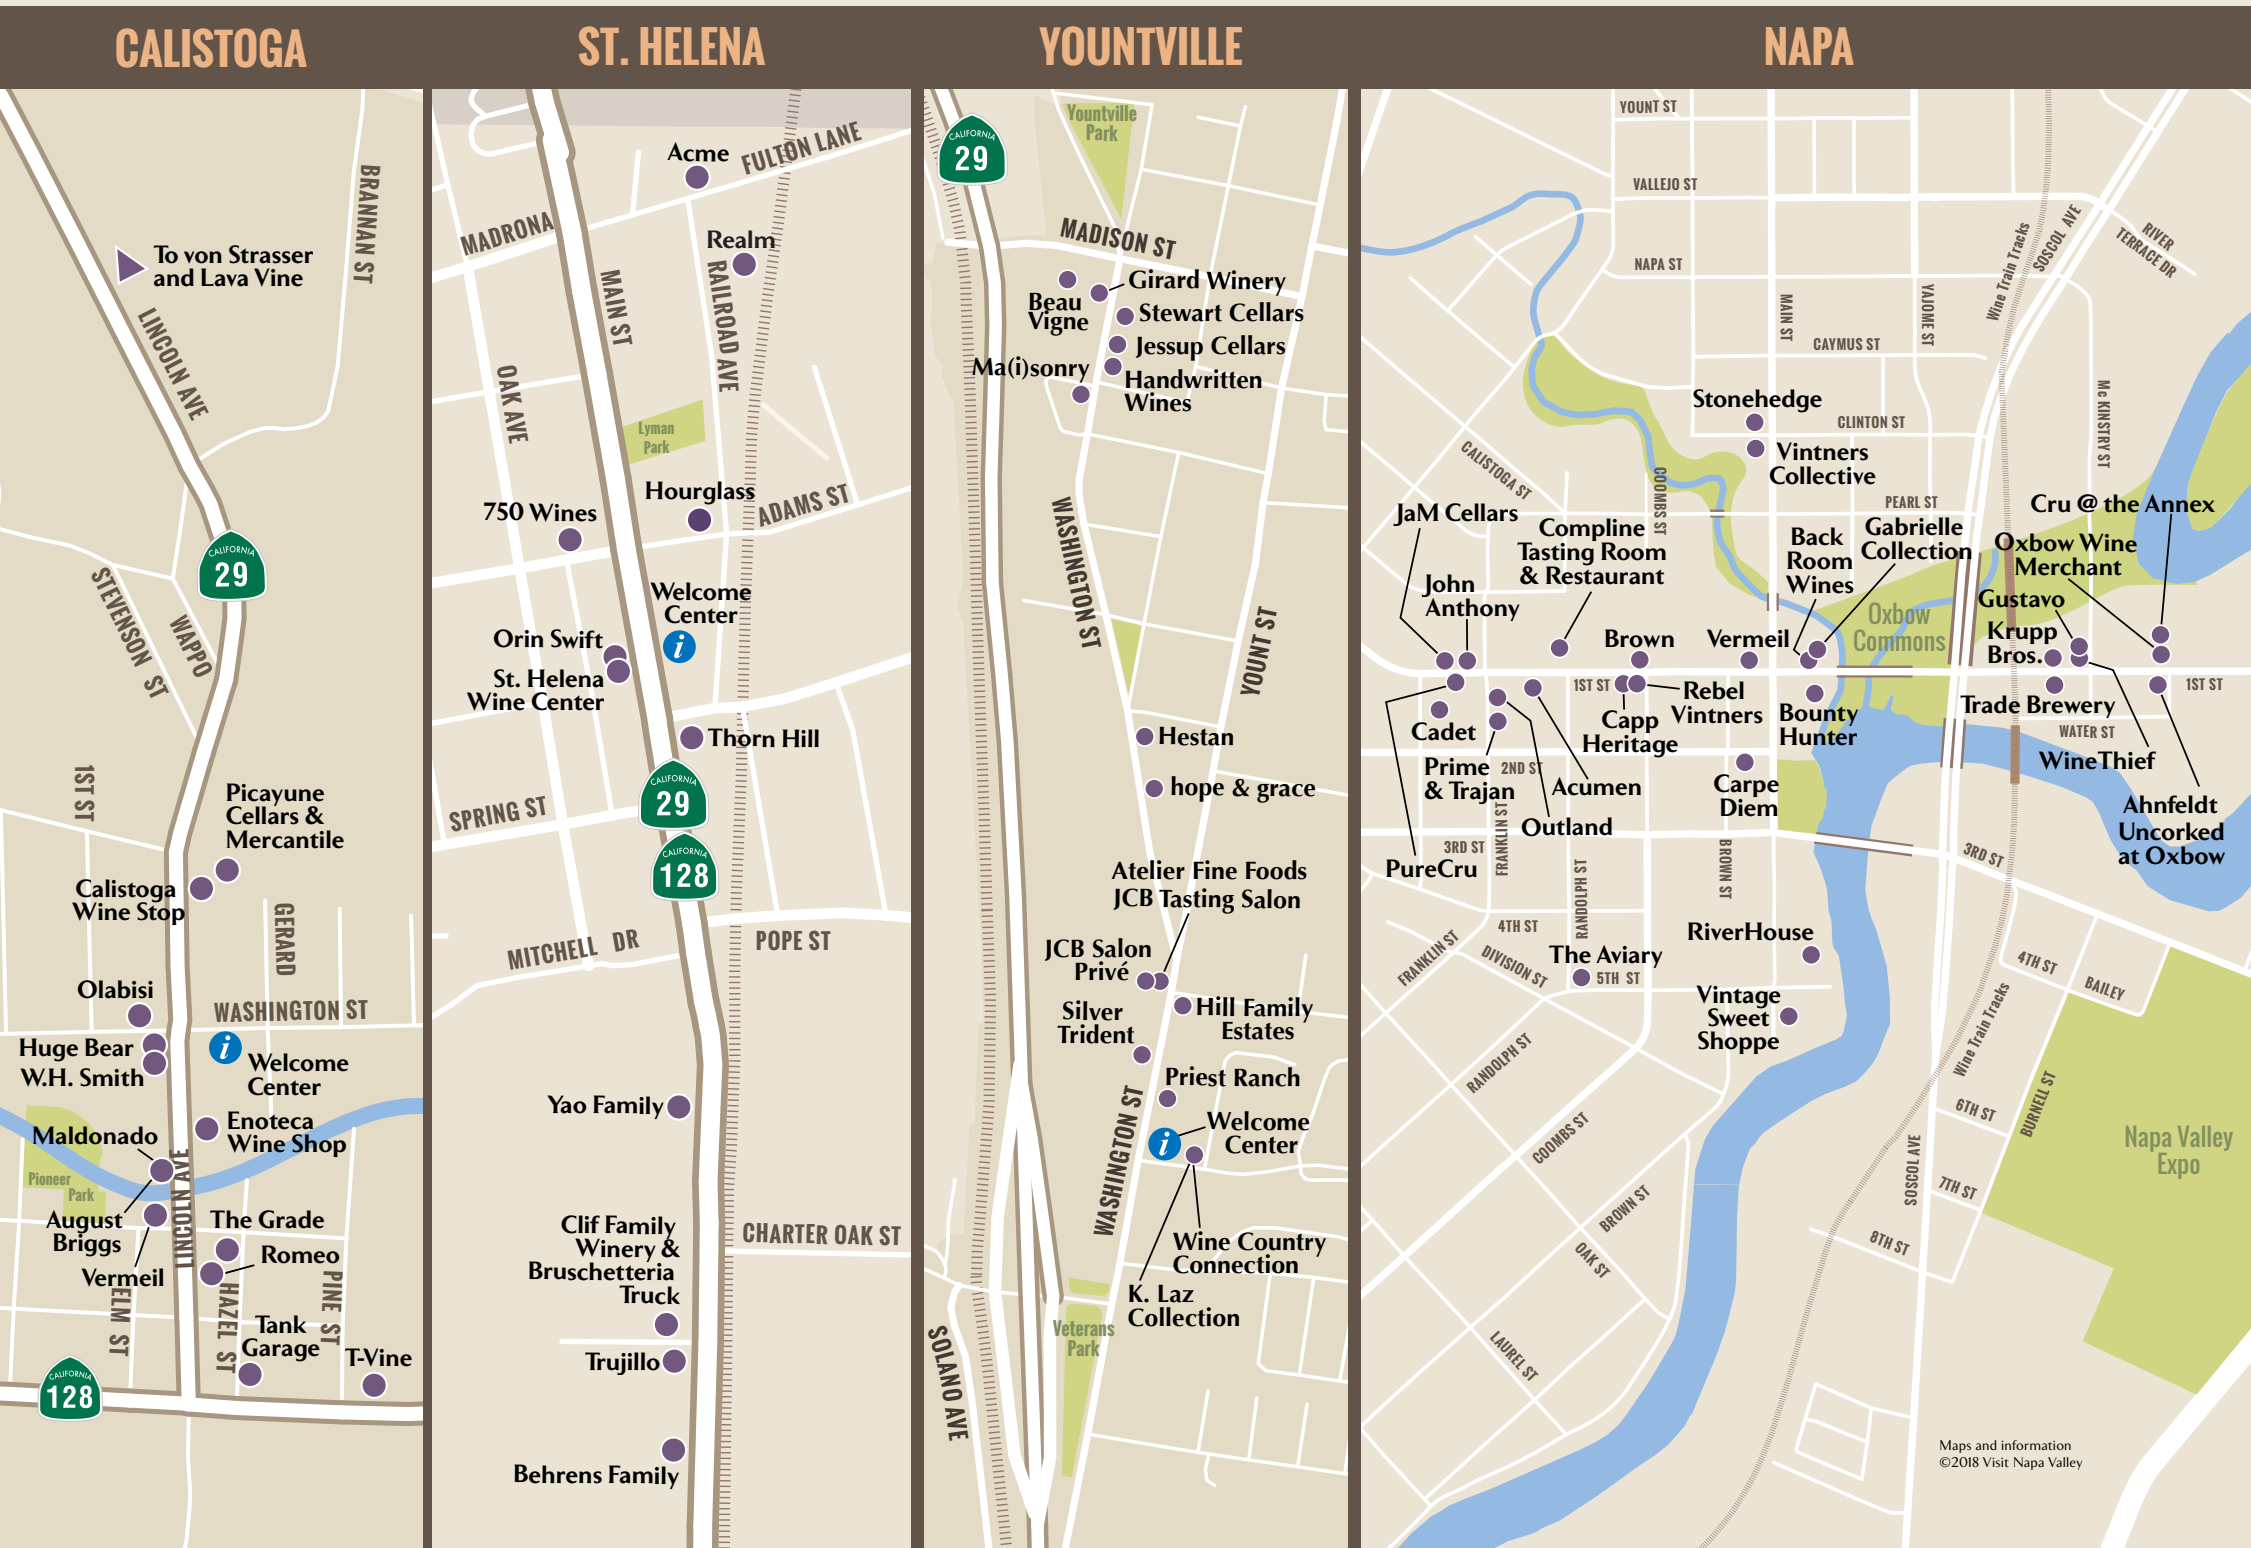 CALISTOGA
BRANNAN ST
To von Strasser
and Lava Vine
LINCOLN AVE
CALIFORNIA
29
STEVENSON ST
WAPPO
1ST ST
Picayune
Cellars &
Mercantile
Calistoga
Wine Stop
GERARD
Olabisi
WASHINGTON ST
Huge Bear
W.H. Smith
Welcome
Center
Enoteca
Wine Shop
Maldonado
LINCOLN AVE
Pioneer
Park
August
Briggs
The Grade
Romeo
Vermeil
ELM ST
HAZEL ST
PINE ST
Tank
Garage
T-Vine
CALIFORNIA
128
ST. HELENA
Acme
FULTON LANE
MADRONA
Realm
MAIN ST
RAILROAD AVE
OAK AVE
Lyman
Park
Hourglass
750 Wines
ADAMS ST
Welcome
Center
Orin Swift
St. Helena
Wine Center
Thorn Hill
CALIFORNIA
29
SPRING ST
CALIFORNIA
128
MITCHELL DR
POPE ST
Yao Family
Clif Family
Winery &
Bruschetteria
Truck
CHARTER OAK ST
Trujillo
Behrens Family
YOUNTVILLE
Yountville
Park
CALIFORNIA
29
MADISON ST
Beau
Vigne
Girard Winery
Stewart Cellars
Jessup Cellars
Ma(i)sonry
Handwritten
Wines
WASHINGTON ST
YOUNT ST
Hestan
hope & grace
Atelier Fine Foods
JCB Tasting Salon
JCB Salon
Privé
Silver
Trident
Hill Family
Estates
Priest Ranch
Welcome
Center
WASHINGTON ST
Wine Country
Connection
K. Laz
Collection
Veterans
Park
SOLANO AVE
NAPA
YOUNT ST
VALLEJO ST
NAPA ST
MAIN ST
YAJOME ST
Wine Train Tracks
SOSCOL AVE
RIVER
TERRACE DR
CAYMUS ST
Mc KINSTRY ST
Stonehedge
CLINTON ST
Vintners
Collective
CALISTOGA ST
COOMBS ST
PEARL ST
JaM Cellars
Compline
Tasting Room
& Restaurant
Back
Room
Wines
Gabrielle
Collection
Cru @ the Annex
Oxbow Wine
Merchant
John
Anthony
Oxbow
Commons
Gustavo
Krupp
Bros.
Brown
Vermeil
1ST ST
1ST ST
Rebel
Vintners
Cadet
Capp
Heritage
Bounty
Hunter
Trade Brewery
WATER ST
WineThief
Prime
& Trajan
2ND ST
Acumen
Carpe
Diem
Outland
Ahnfeldt
Uncorked
at Oxbow
3RD ST
FRANKLIN ST
PureCru
BROWN ST
3RD ST
RANDOLPH ST
4TH ST
FRANKLIN ST
DIVISION ST
The Aviary
5TH ST
RiverHouse
Vintage
Sweet
Shoppe
4TH ST
BAILEY
Wine Train Tracks
RANDOLPH ST
COOMBS ST
6TH ST
BURNELL ST
Napa Valley
Expo
SOSCOL AVE
7TH ST
BROWN ST
8TH ST
OAK ST
LAUREL ST
Maps and information
©2018 Visit Napa Valley